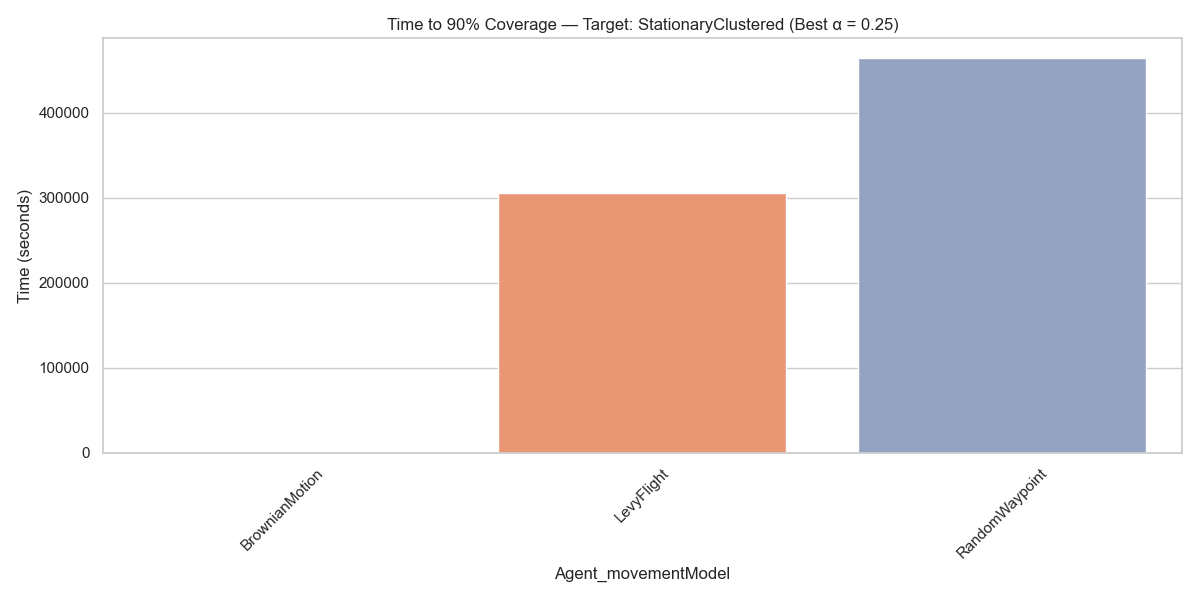 Time to 90% Coverage — Target: StationaryClustered (Best α = 0.25)
Time (seconds)
400000
300000
200000
100000
0
BrownianMotion
LevyFlight
RandomWaypoint
Agent_movementModel